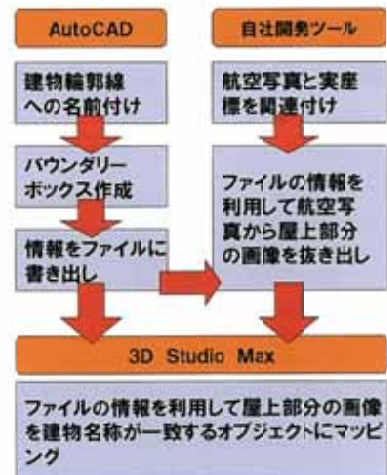 AutoCAD
建物輪郭線
への名前付け
バウンダリー
ボックス作成
情報をファイルに
書き出し
自社開発ツール
航空写真と実座
標を関連付け
ファイルの情報を
利用して航空写
真から屋上部分
の画像を抜き出し
3D Studio Max
ファイルの情報を利用して屋上部分の画像
を建物名称が一致するオブジェクトにマッピ
ング